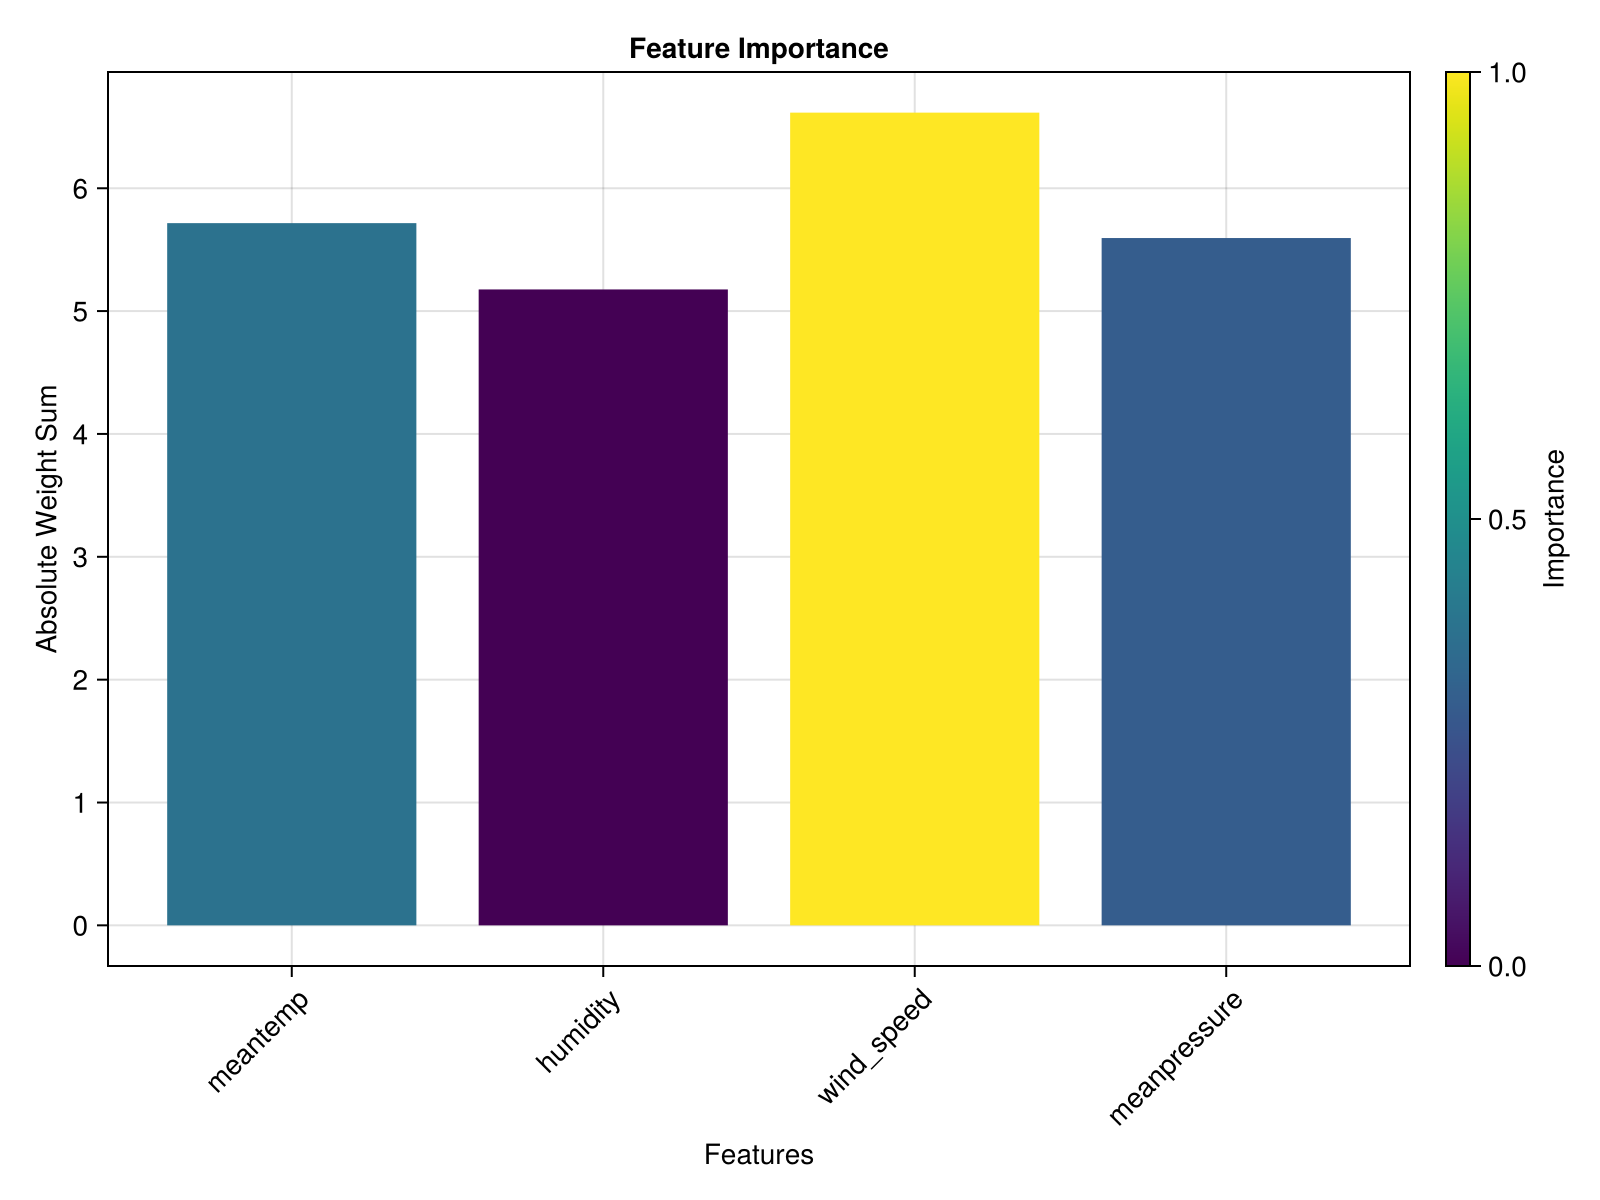 Feature Importance
Absolute Weight Sum
6
5
4
3
2
1
0
meantemp
humidity
wind_speed
meanpressure
Features
1.0
0.5
0.0
Importance